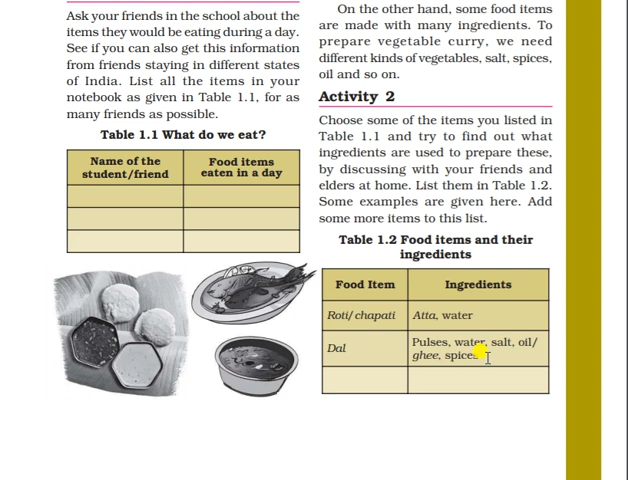 Ask your friends in the school about the
items they would be eating during a day.
See if you can also get this information
from friends staying in different states
of India. List all the items in your
notebook as given in Table 1.1, for as
many friends as possible.
Table 1.1 What do we eat?
Name of the
student/friend
Food items
eaten in a day
On the other hand, some food items
are made with many ingredients. To
prepare vegetable curry, we need
different kinds of vegetables, salt, spices,
oil and so on.
Activity 2
Choose some of the items you listed in
Table 1.1 and try to find out what
ingredients are used to prepare these,
by discussing with your friends and
elders at home. List them in Table 1.2.
Some examples are given here. Add
some more items to this list.
Table 1.2 Food items and their
ingredients
Food Item
Ingredients
Roti/chapati
Atta, water
Dal
Pulses, water, salt, oil/
ghee, spices